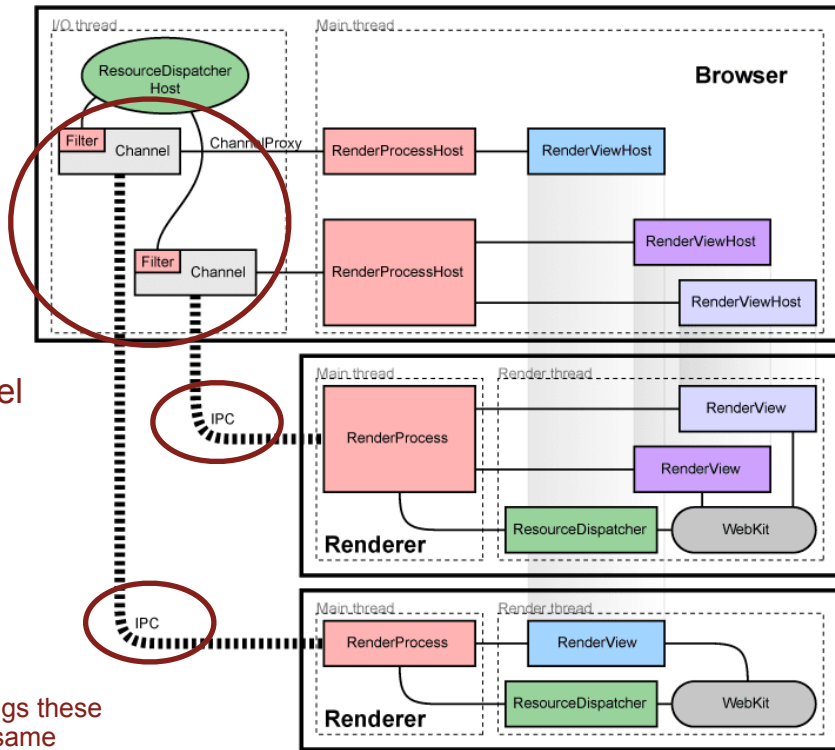 I/O thread
Main thread
ResourceDispatcher
Host
Browser
Filter
Channel
ChannelProxy
RenderProcessHost
RenderViewHost
Filter
Channel
RenderProcessHost
RenderViewHost
RenderViewHost
el
IPC
Main thread
Render thread
RenderProcess
RenderView
RenderView
ResourceDispatcher
WebKit
Renderer
IPC
Main thread
Render thread
RenderProcess
RenderView
ResourceDispatcher
WebKit
Renderer
gs these
same